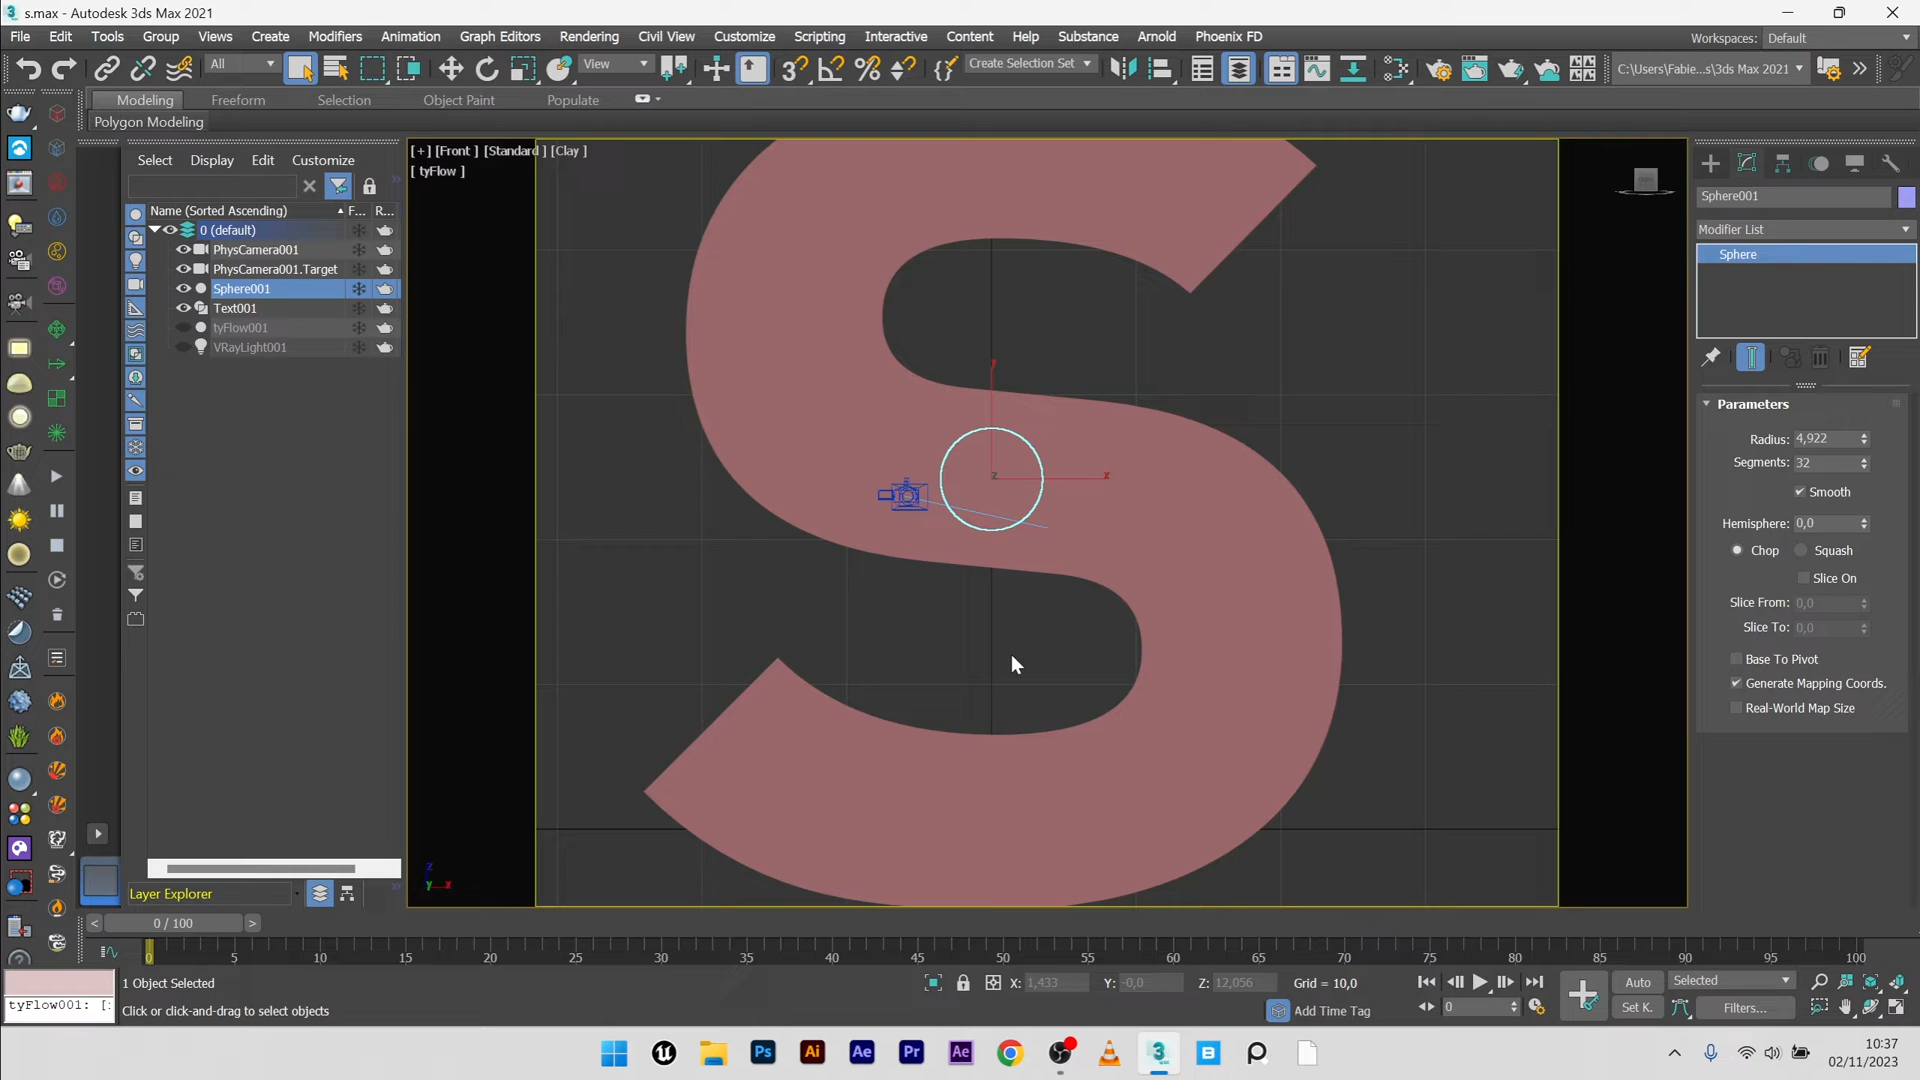 s.max - Autodesk 3ds Max 2021
File Edit Tools Group Views Create Modifiers Animation Graph Editors Rendering Civil View Customize Scripting Interactive Content Help Substance Arnold Phoenix FD
Workspaces: Default
All View Create Selection Set C:\Users\Fabie...s\3ds Max 2021
Modeling Freeform Selection Object Paint Populate
Polygon Modeling
Select Display Edit Customize
Name (Sorted Ascending) F... R...
0 (default)
PhysCamera001
PhysCamera001.Target
Sphere001
Text001
tyFlow001
VRayLight001
Layer Explorer
[+] [Front ] [Standard ] [Clay ]
[ tyFlow ]
y
z x
z
y x
Sphere001
Modifier List
Sphere
Parameters
Radius: 4,922
Segments: 32
Smooth
Hemisphere: 0,0
Chop Squash
Slice On
Slice From: 0,0
Slice To: 0,0
Base To Pivot
Generate Mapping Coords.
Real-World Map Size
< 0 / 100 >
0 5 10 15 20 25 30 35 40 45 50 55 60 65 70 75 80 85 90 95 100
1 Object Selected
X: 1,433 Y: -0,0 Z: 12,056 Grid = 10,0
Auto Selected
tyFlow001: [:
Click or click-and-drag to select objects
Add Time Tag
0
Set K. Filters...
Ps Ai Ae Pr Ae 3
10:37
02/11/2023